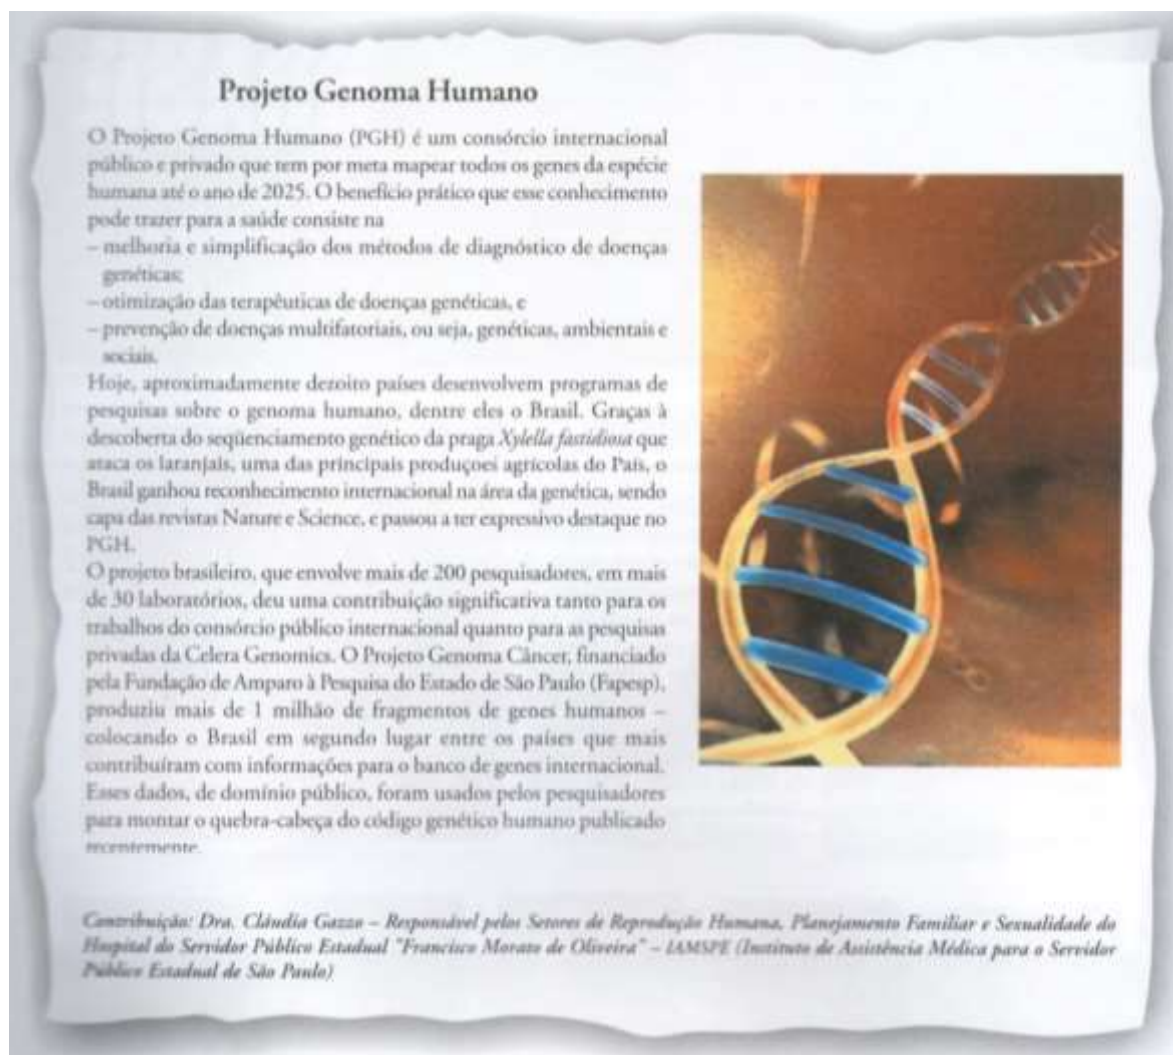 Projeto Genoma Humano
O Projeto Genoma Humano (PGH) é um consórcio internacional
público e privado que tem por meta mapear todos os genes da espécie
humana até o ano de 2025. O benefício prático que esse conhecimento
pode trazer para a saúde consiste na
– melhoria e simplificação dos métodos de diagnóstico de doenças
genéticas;
– otimização das terapêuticas de doenças genéticas, e
– prevenção de doenças multifatoriais, ou seja, genéticas, ambientais e
sociais.
Hoje, aproximadamente dezoito países desenvolvem programas de
pesquisas sobre o genoma humano, dentre eles o Brasil. Graças à
descoberta do seqüenciamento genético da praga Xylella fastidiosa que
ataca os laranjais, uma das principais produçoes agrícolas do País, o
Brasil ganhou reconhecimento internacional na área da genética, sendo
capa das revistas Nature e Science, e passou a ter expressivo destaque no
PGH.
O projeto brasileiro, que envolve mais de 200 pesquisadores, em mais
de 30 laboratórios, deu uma contribuição significativa tanto para os
trabalhos do consórcio público internacional quanto para as pesquisas
privadas da Celera Genomics. O Projeto Genoma Câncer, financiado
pela Fundação de Amparo à Pesquisa do Estado de São Paulo (Fapesp),
produziu mais de 1 milhão de fragmentos de genes humanos –
colocando o Brasil em segundo lugar entre os países que mais
contribuíram com informações para o banco de genes internacional.
Esses dados, de domínio público, foram usados pelos pesquisadores
para montar o quebra-cabeça do código genético humano publicado
recentemente.
Contribuição: Dra. Cláudia Gazzo – Responsável pelos Setores de Reprodução Humana, Planejamento Familiar e Sexualidade do
Hospital do Servidor Público Estadual "Francisco Morato de Oliveira" – IAMSPE (Instituto de Assistência Médica para o Servidor
Público Estadual de São Paulo)